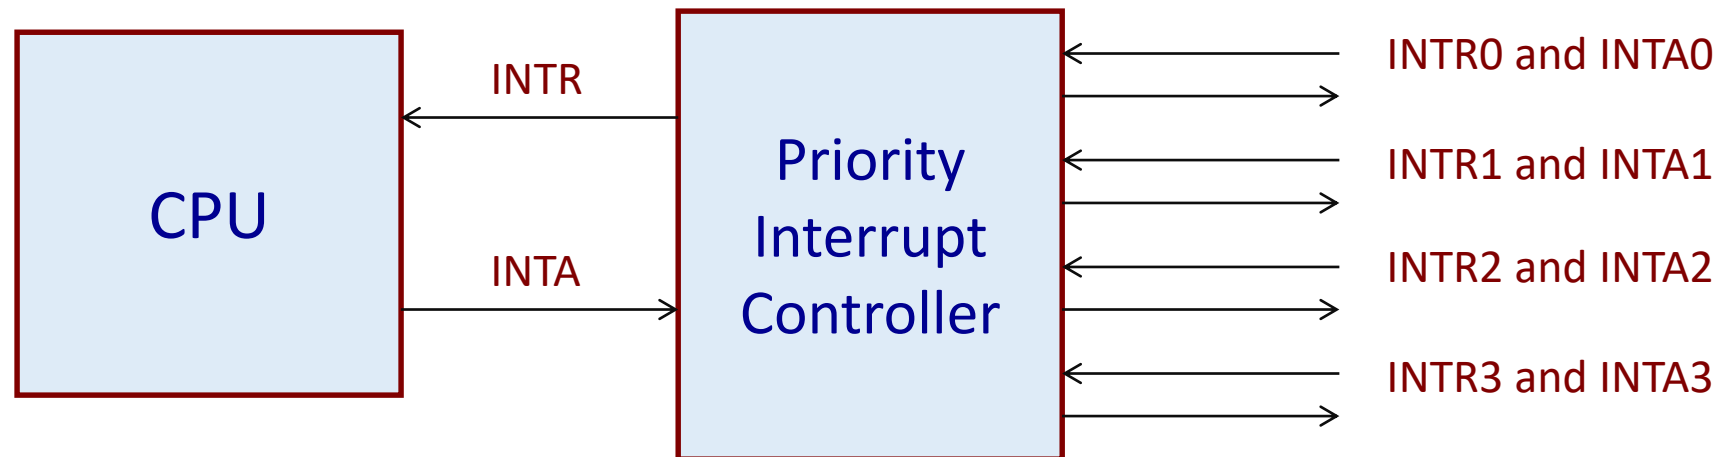 CPU
INTR
INTA
Priority
Interrupt
Controller
INTR0 and INTA0
INTR1 and INTA1
INTR2 and INTA2
INTR3 and INTA3